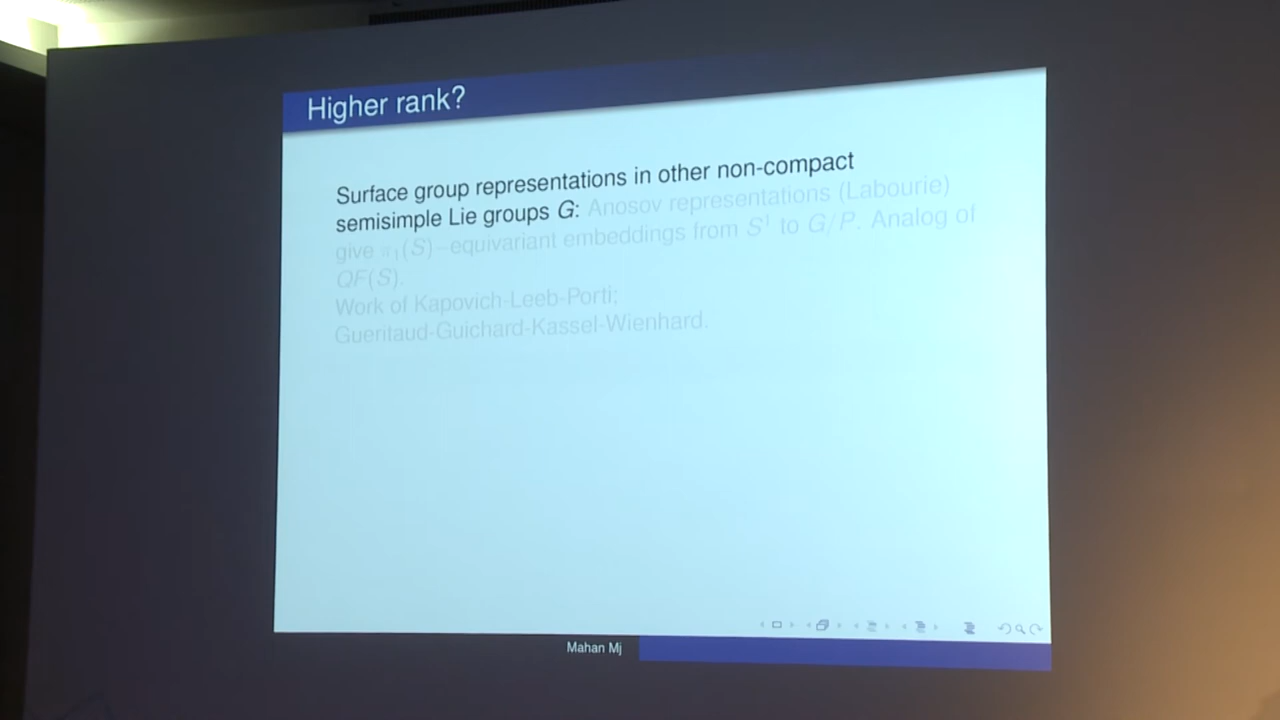 Higher rank?
Surface group representations in other non-compact
semisimple Lie groups G: Anosov representations (Labourie)
give π₁(S)–equivariant embeddings from S¹ to G/P. Analog of
QF(S).
Work of Kapovich-Leeb-Porti;
Gueritaud-Guichard-Kassel-Wienhard.
Mahan Mj